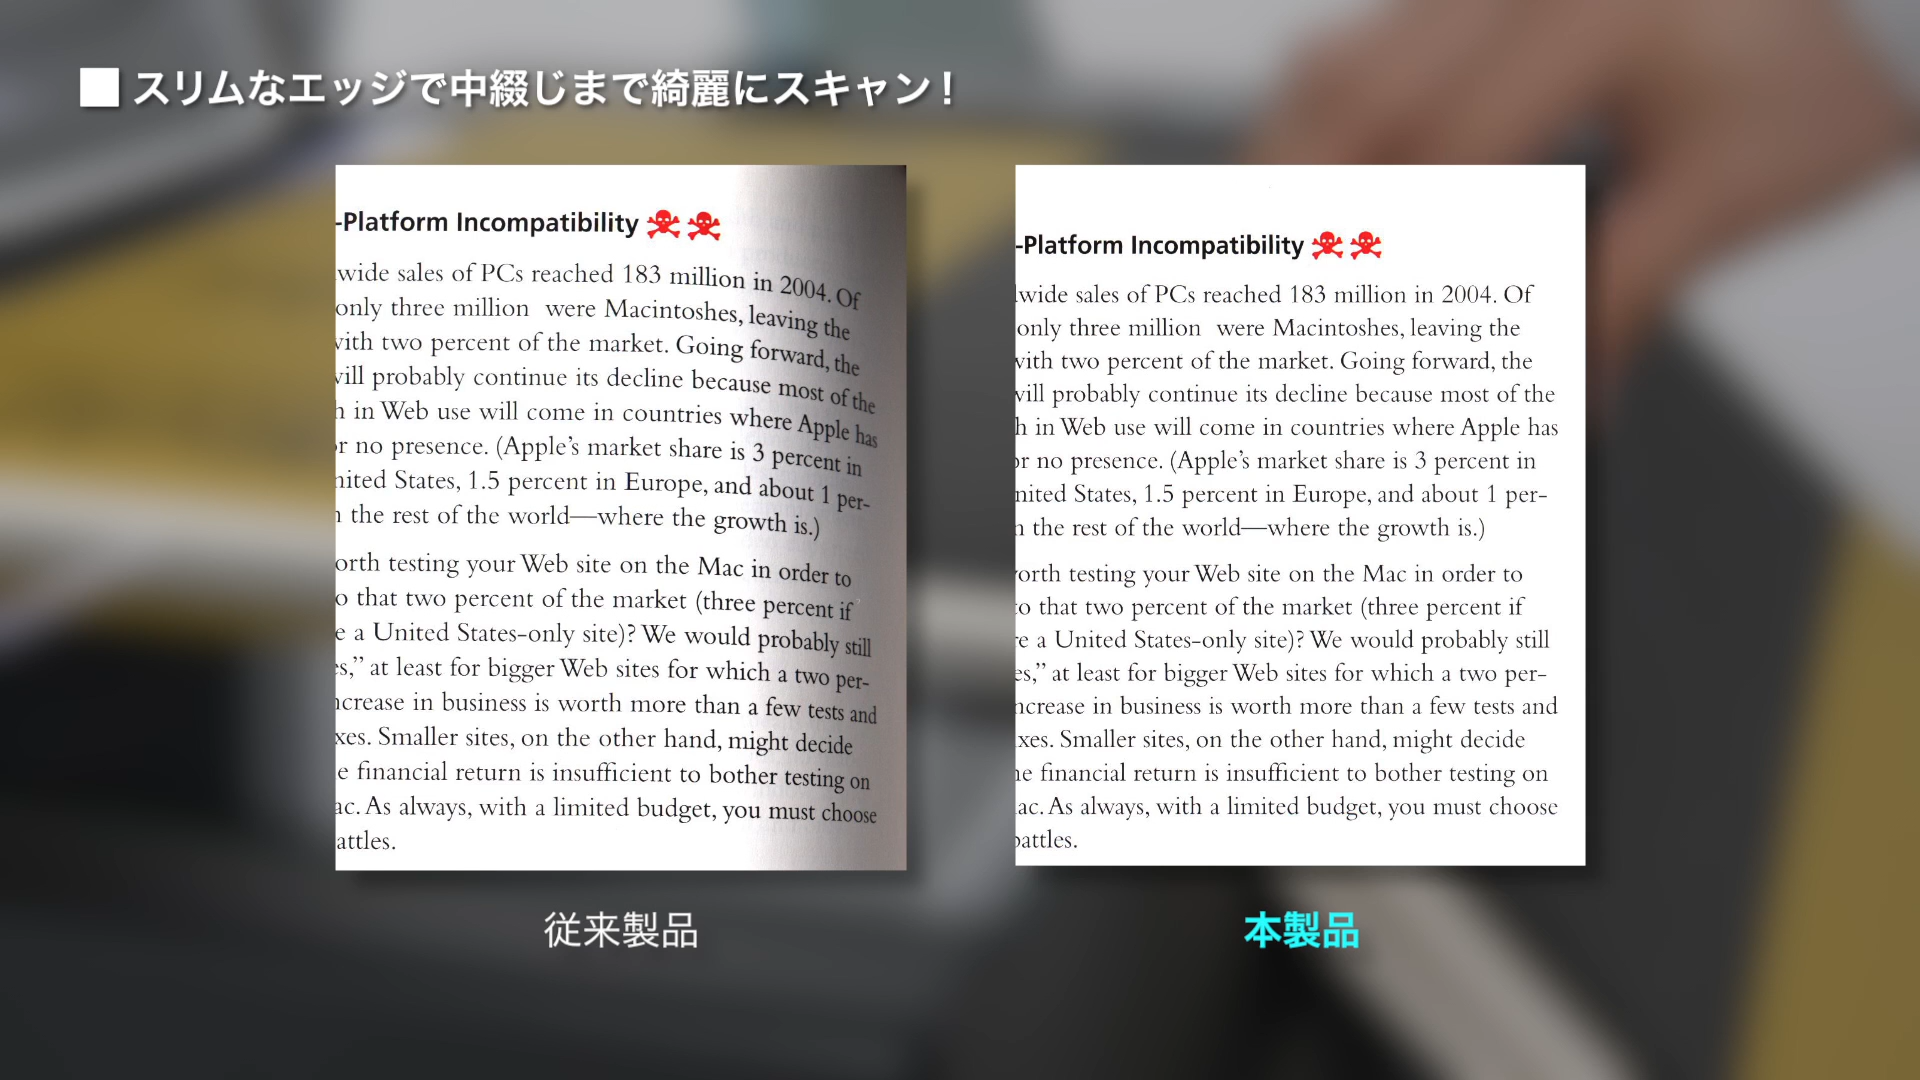 ■スリムなエッジで中綴じまで綺麗にスキャン！
-Platform Incompatibility
wide sales of PCs reached 183 million in 2004. Of
only three million were Macintoshes, leaving the
with two percent of the market. Going forward, the
will probably continue its decline because most of the
h in Web use will come in countries where Apple has
or no presence. (Apple’s market share is 3 percent in
nited States, 1.5 percent in Europe, and about 1 per-
n the rest of the world—where the growth is.)
orth testing your Web site on the Mac in order to
o that two percent of the market (three percent if
e a United States-only site)? We would probably still
es,” at least for bigger Web sites for which a two per-
ncrease in business is worth more than a few tests and
xes. Smaller sites, on the other hand, might decide
e financial return is insufficient to bother testing on
ac. As always, with a limited budget, you must choose
attles.
従来製品
-Platform Incompatibility
wide sales of PCs reached 183 million in 2004. Of
only three million were Macintoshes, leaving the
with two percent of the market. Going forward, the
will probably continue its decline because most of the
h in Web use will come in countries where Apple has
or no presence. (Apple’s market share is 3 percent in
nited States, 1.5 percent in Europe, and about 1 per-
n the rest of the world—where the growth is.)
orth testing your Web site on the Mac in order to
to that two percent of the market (three percent if
re a United States-only site)? We would probably still
es,” at least for bigger Web sites for which a two per-
ncrease in business is worth more than a few tests and
xes. Smaller sites, on the other hand, might decide
ne financial return is insufficient to bother testing on
ac. As always, with a limited budget, you must choose
battles.
本製品